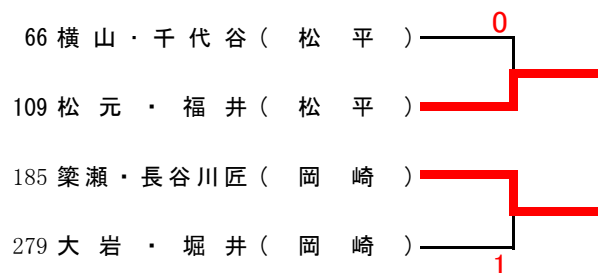 0
66 横山・千代谷(松平)
109 松元・福井(松平)
185 簗瀬・長谷川匠(岡崎)
279 大岩・堀井(岡崎)
1